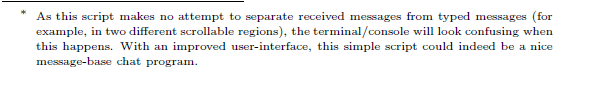 * As this script makes no attempt to separate received messages from typed messages (for
example, in two different scrollable regions), the terminal/console will look confusing when
this happens. With an improved user-interface, this simple script could indeed be a nice
message-base chat program.